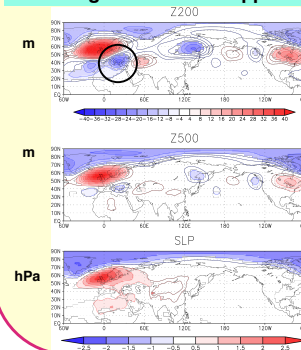 Z200
m
90N
80N
70N
60N
50N
40N
30N
20N
10N
EQ
60W 0 60E 120E 180 120W 60W
-40-36-32-28-24-20-16-12-8 -4 4 8 12 16 20 24 28 32 36 40
Z500
m
90N
80N
70N
60N
50N
40N
30N
20N
10N
EQ
60W 0 60E 120E 180 120W
SLP
hPa
90N
80N
70N
60N
50N
40N
30N
20N
10N
EQ
60W 0 60E 120E 180 120W
-2.5 -2 -1.5 -1 -0.5 0.5 1 1.5 2 2.5